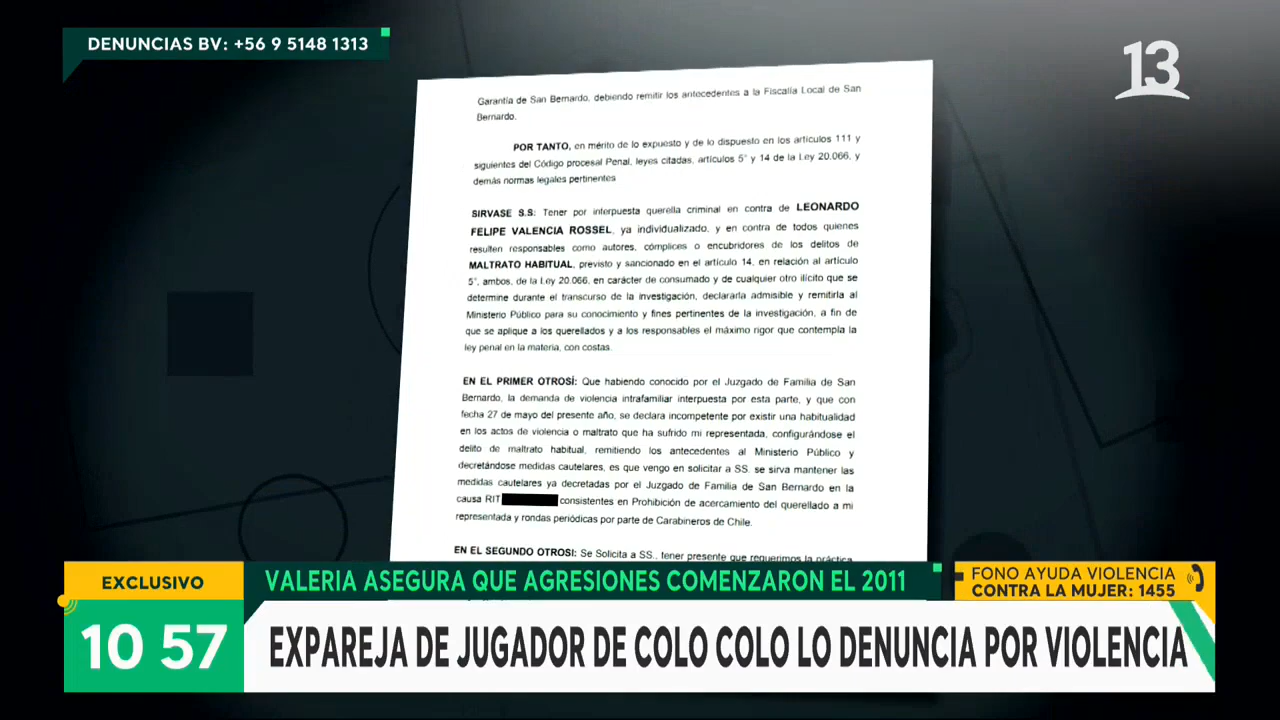 DENUNCIAS BV: +56 9 5148 1313
13
Garantía de San Bernardo, debiendo remitir los antecedentes a la Fiscalía Local de San
Bernardo.
POR TANTO, en mérito de lo expuesto y de lo dispuesto en los artículos 111 y
siguientes del Código procesal Penal, leyes citadas, artículos 5° y 14 de la Ley 20.066, y
demás normas legales pertinentes
SIRVASE S.S: Tener por interpuesta querella criminal en contra de LEONARDO
FELIPE VALENCIA ROSSEL, ya individualizado, y en contra de todos quienes
resulten responsables como autores, cómplices o encubridores de los delitos de
MALTRATO HABITUAL, previsto y sancionado en el artículo 14, en relación al artículo
5°, ambos, de la Ley 20.066, en carácter de consumado y de cualquier otro ilícito que se
determine durante el transcurso de la investigación, declararla admisible y remitirla al
Ministerio Público para su conocimiento y fines pertinentes de la investigación, a fin de
que se aplique a los querellados y a los responsables el máximo rigor que contempla la
ley penal en la materia, con costas.
EN EL PRIMER OTROSÍ: Que habiendo conocido por el Juzgado de Familia de San
Bernardo, la demanda de violencia intrafamiliar interpuesta por esta parte, y que con
fecha 27 de mayo del presente año, se declara incompetente por existir una habitualidad
en los actos de violencia o maltrato que ha sufrido mi representada, configurándose el
delito de maltrato habitual, remitiendo los antecedentes al Ministerio Público y
decretándose medidas cautelares, es que vengo en solicitar a SS. se sirva mantener las
medidas cautelares ya decretadas por el Juzgado de Familia de San Bernardo en la
causa RIT consistentes en Prohibición de acercamiento del querellado a mi
representada y rondas periódicas por parte de Carabineros de Chile.
EN EL SEGUNDO OTROSI: Se Solicita a SS., tener presente que requerimos la práctica
EXCLUSIVO
VALERIA ASEGURA QUE AGRESIONES COMENZARON EL 2011
FONO AYUDA VIOLENCIA
CONTRA LA MUJER: 1455
10 57
EXPAREJA DE JUGADOR DE COLO COLO LO DENUNCIA POR VIOLENCIA